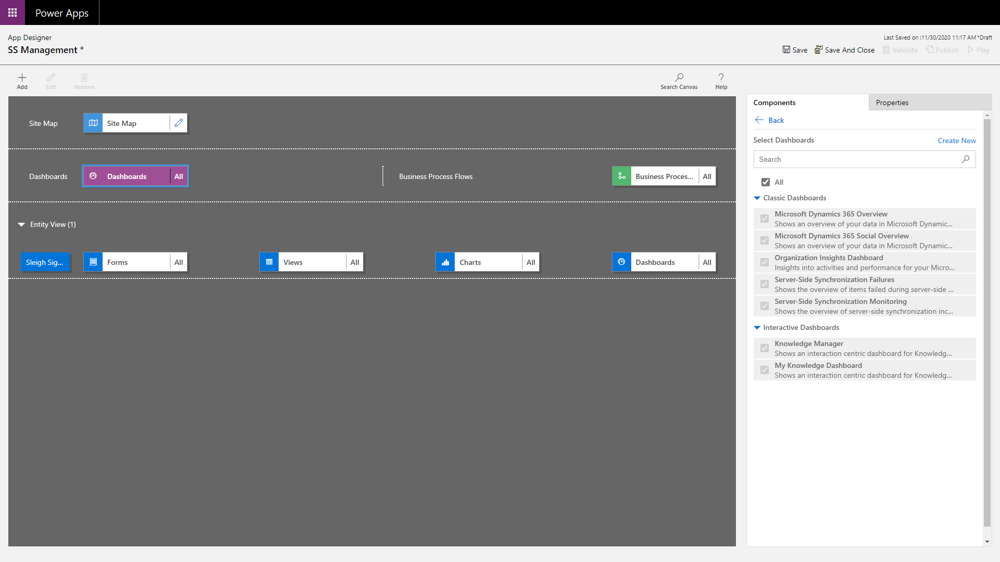 Power Apps
App Designer
SS Management *
Last Saved on :11/30/2020 11:17 AM *Draft
Save
Save And Close
Validate
Publish
Play
Add
Edit
Remove
Search Canvas
Help
Site Map
Site Map
Dashboards
Dashboards
All
Business Process Flows
Business Proces...
All
Entity View (1)
Sleigh Sig...
Forms
All
Views
All
Charts
All
Dashboards
All
Components
Properties
Back
Select Dashboards
Create New
Search
All
Classic Dashboards
Microsoft Dynamics 365 Overview
Shows an overview of your data in Microsoft Dynamic...
Microsoft Dynamics 365 Social Overview
Shows an overview of your data in Microsoft Dynamic...
Organization Insights Dashboard
Insights into activities and performance for your Micro...
Server-Side Synchronization Failures
Shows the overview of items failed during server-side ...
Server-Side Synchronization Monitoring
Shows the overview of server-side synchronization inc...
Interactive Dashboards
Knowledge Manager
Shows an interaction centric dashboard for Knowledg...
My Knowledge Dashboard
Shows an interaction centric dashboard for Knowledg...